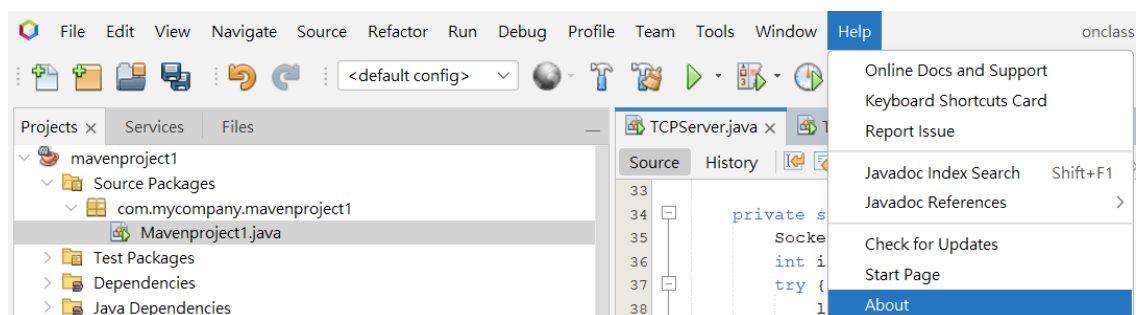 File Edit View Navigate Source Refactor Run Debug Profile Team Tools Window Help onclass
<default config>
Online Docs and Support
Keyboard Shortcuts Card
Report Issue
Javadoc Index Search Shift+F1
Javadoc References
Check for Updates
Start Page
About
Projects Services Files
mavenproject1
Source Packages
com.mycompany.mavenproject1
Mavenproject1.java
Test Packages
Dependencies
Java Dependencies
TCPServer.java
Source History
33
34 private s
35 Socke
36 int i
37 try {
38 l